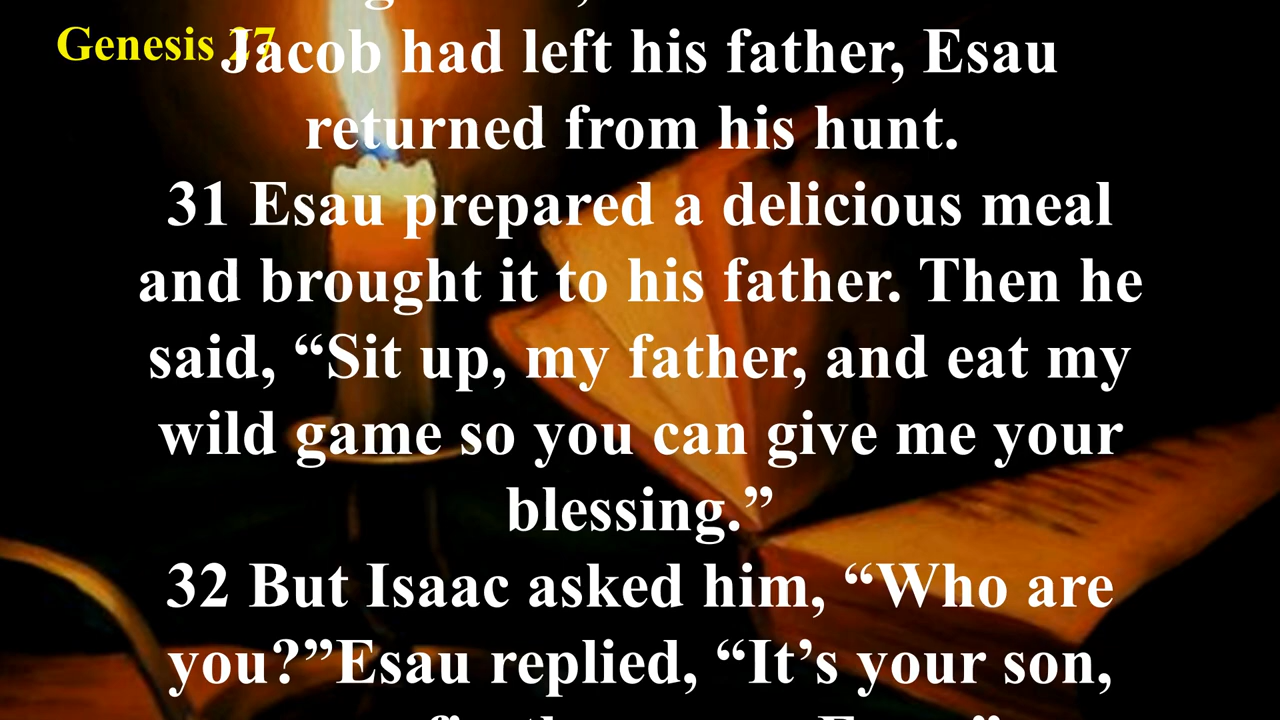 Genesis 27
Jacob had left his father, Esau
returned from his hunt.
31 Esau prepared a delicious meal
and brought it to his father. Then he
said, “Sit up, my father, and eat my
wild game so you can give me your
blessing.”
32 But Isaac asked him, “Who are
you?”Esau replied, “It’s your son,